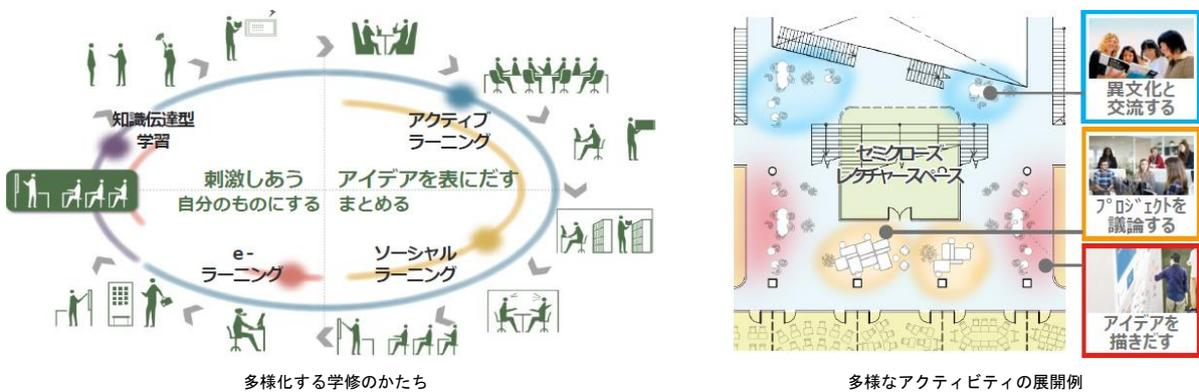 知識伝達型
学習
アクティブ
ラーニング
刺激しあう
自分のものにする
アイデアを表にだす
まとめる
e-
ラーニング
ソーシャル
ラーニング
多様化する学修のかたち
セミクローズ
レクチャースペース
異文化と
交流する
プロジェクトを
議論する
アイデアを
描きだす
多様なアクティビティの展開例